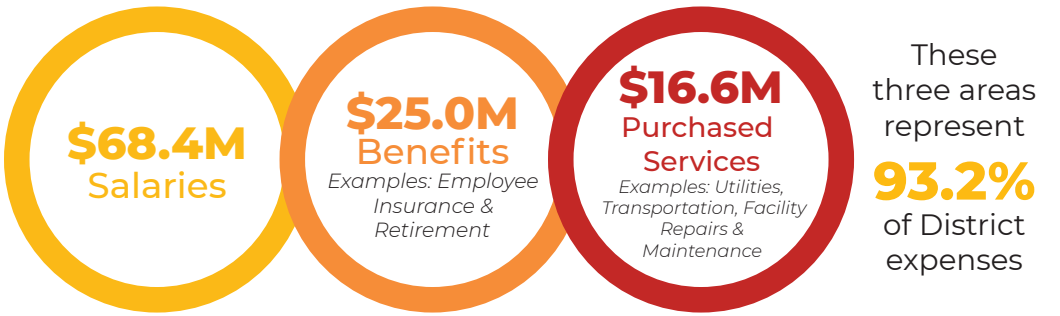 $68.4M
Salaries
$25.0M
Benefits
Examples: Employee
Insurance &
Retirement
$16.6M
Purchased
Services
Examples: Utilities,
Transportation, Facility
Repairs &
Maintenance
These
three areas
represent
93.2%
of District
expenses